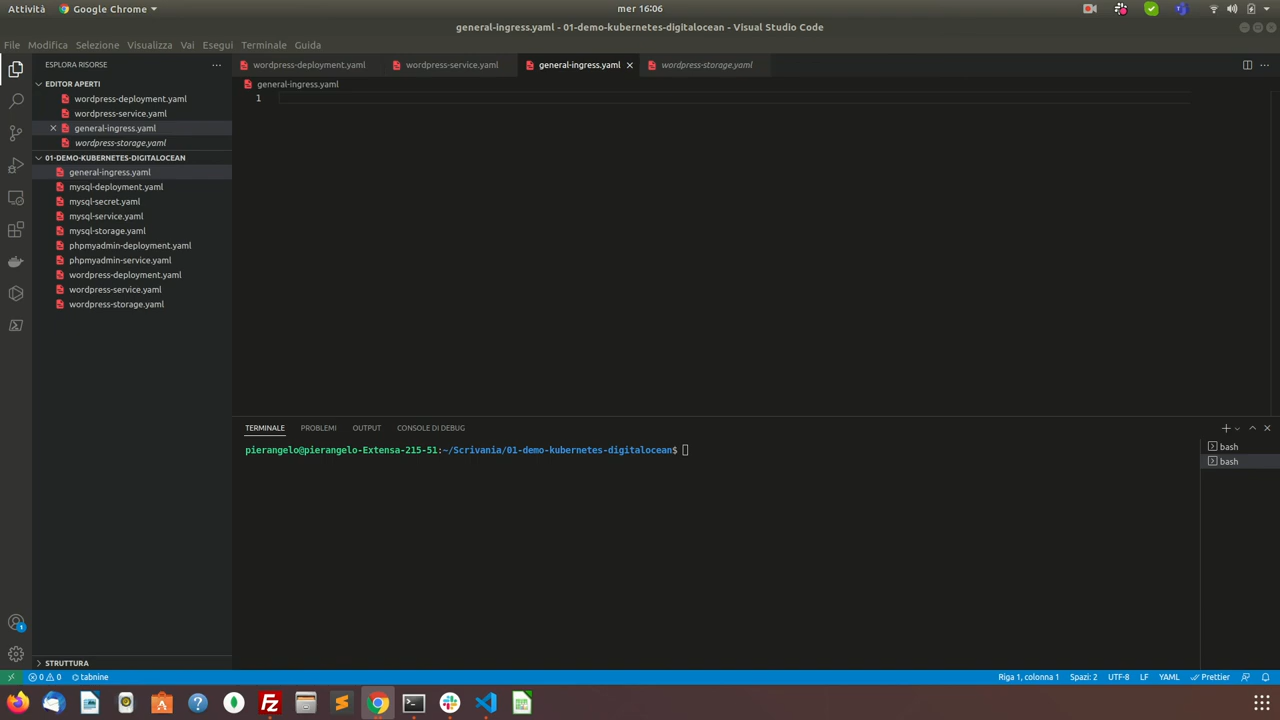 Attività
Google Chrome
mer 16:06
general-ingress.yaml - 01-demo-kubernetes-digitalocean - Visual Studio Code
File Modifica Selezione Visualizza Vai Esegui Terminale Guida
ESPLORA RISORSE
wordpress-deployment.yaml
wordpress-service.yaml
general-ingress.yaml
wordpress-storage.yaml
EDITOR APERTI
general-ingress.yaml
wordpress-deployment.yaml
1
wordpress-service.yaml
general-ingress.yaml
wordpress-storage.yaml
01-DEMO-KUBERNETES-DIGITALOCEAN
general-ingress.yaml
mysql-deployment.yaml
mysql-secret.yaml
mysql-service.yaml
mysql-storage.yaml
phpmyadmin-deployment.yaml
phpmyadmin-service.yaml
wordpress-deployment.yaml
wordpress-service.yaml
wordpress-storage.yaml
TERMINALE PROBLEMI OUTPUT CONSOLE DI DEBUG
pierangelo@pierangelo-Extensa-215-51:~/Scrivania/01-demo-kubernetes-digitalocean$
bash
bash
1
STRUTTURA
0 0 tabnine
Riga 1, colonna 1 Spazi: 2 UTF-8 LF YAML Prettier